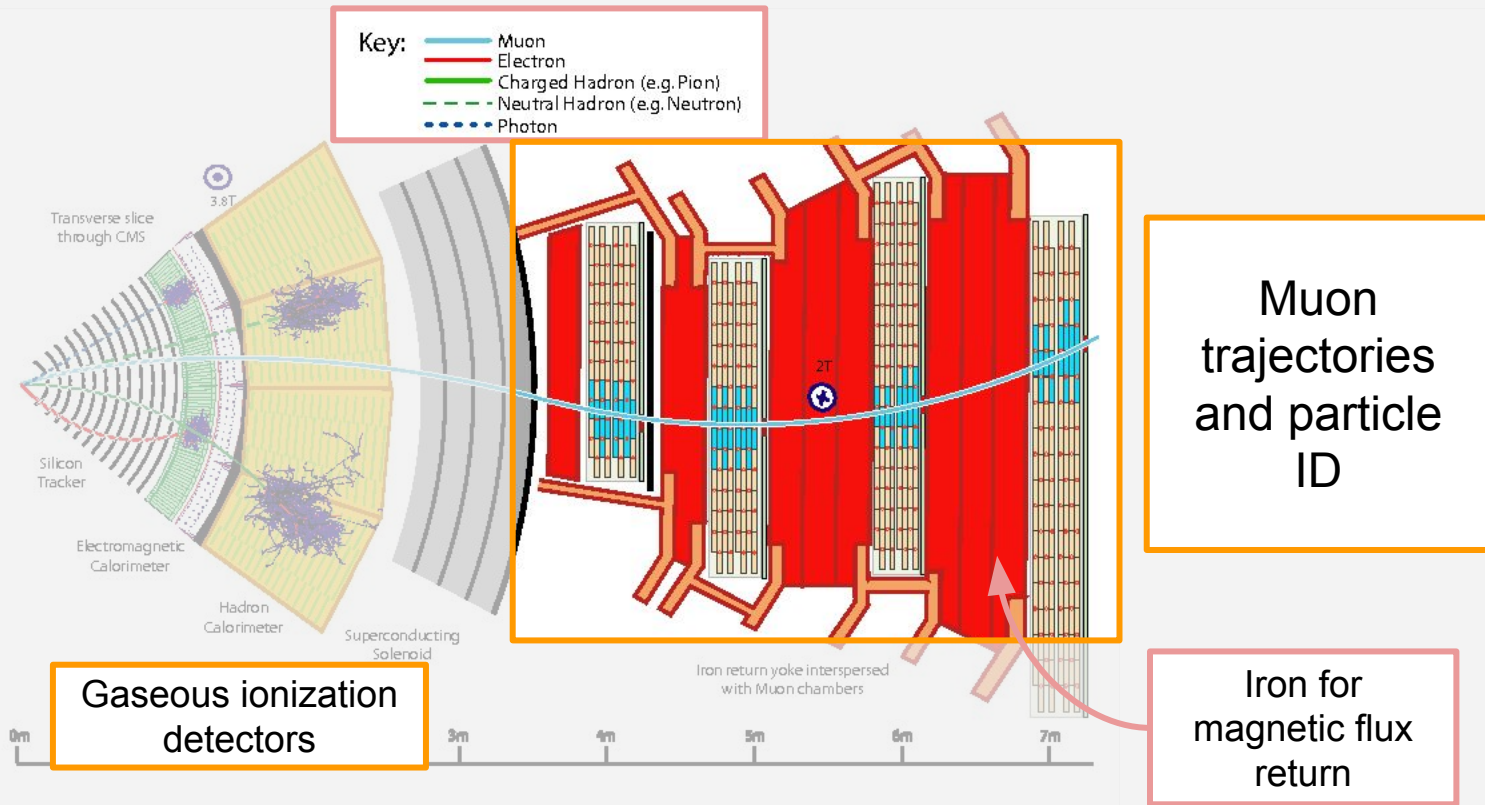 Key:
Muon
Electron
Charged Hadron (e.g. Pion)
Neutral Hadron (e.g. Neutron)
Photon
3.8T
Transverse slice
through CMS
2T
Muon
trajectories
and particle
ID
Silicon
Tracker
Electromagnetic
Calorimeter
Hadron
Calorimeter
Superconducting
Solenoid
Iron return yoke interspersed
with Muon chambers
Gaseous ionization
detectors
Iron for
magnetic flux
return
0m
3m
4m
5m
6m
7m